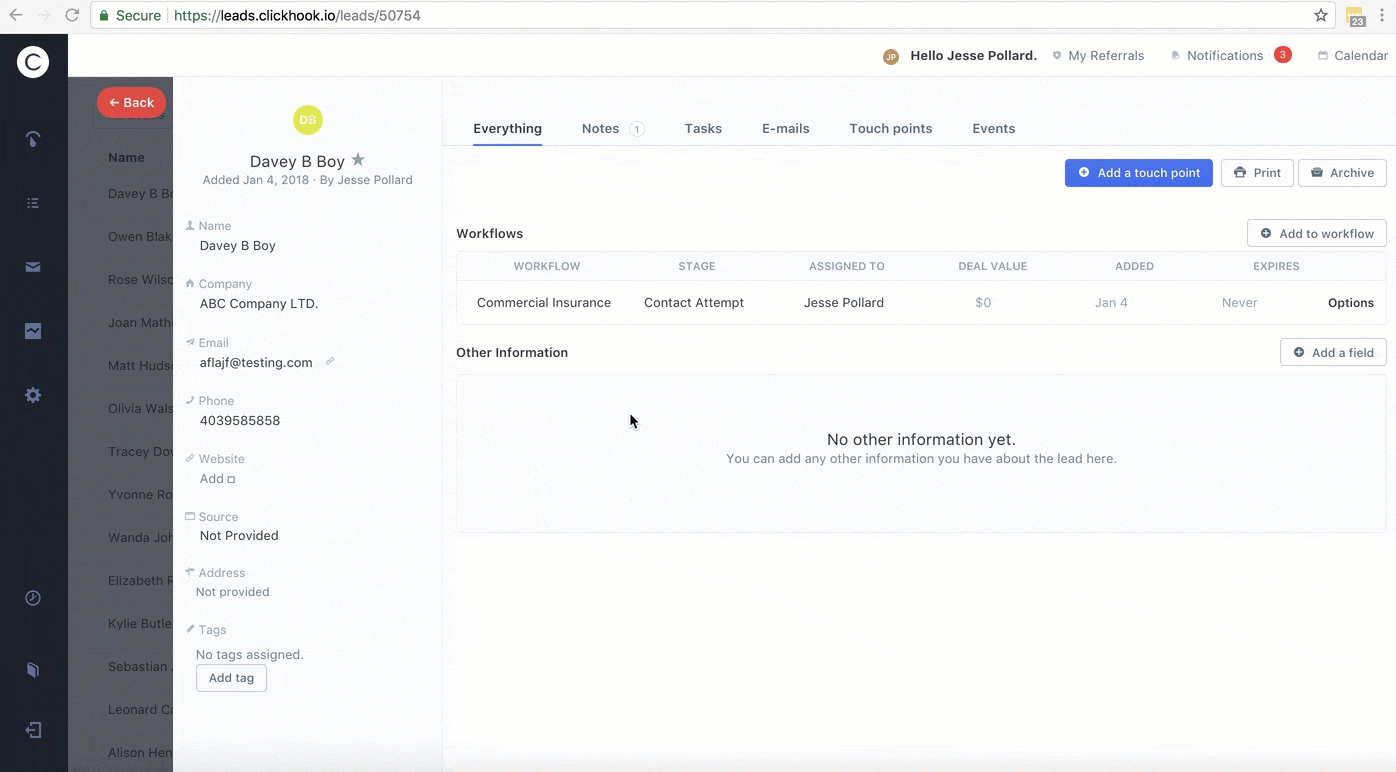 Secure https://leads.clickhook.io/leads/50754
23
C
JP Hello Jesse Pollard. My Referrals Notifications 3 Calendar
← Back
Name
Davey B Bo
Owen Blak
Rose Wilso
Joan Math
Matt Hudso
Olivia Wals
Tracey Dov
Yvonne Ro
Wanda Joh
Elizabeth R
Kylie Butle
Sebastian
Leonard Ca
Alison Hen
DB
Davey B Boy
Added Jan 4, 2018 · By Jesse Pollard
Name
Davey B Boy
Company
ABC Company LTD.
Email
aflajf@testing.com
Phone
4039585858
Website
Add
Source
Not Provided
Address
Not provided
Tags
No tags assigned.
Add tag
Everything Notes 1 Tasks E-mails Touch points Events
Add a touch point Print Archive
Workflows Add to workflow
WORKFLOW STAGE ASSIGNED TO DEAL VALUE ADDED EXPIRES
Commercial Insurance Contact Attempt Jesse Pollard $0 Jan 4 Never Options
Other Information Add a field
No other information yet.
You can add any other information you have about the lead here.